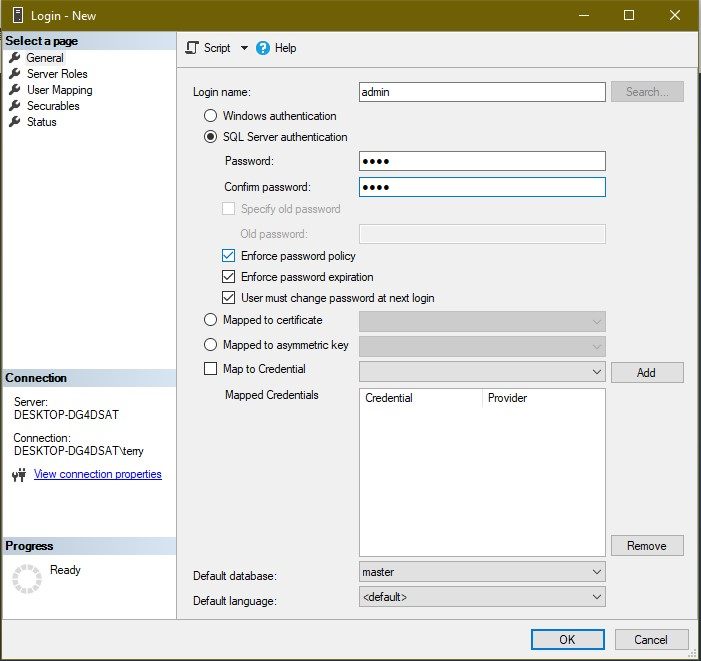 Login - New
Select a page
General
Server Roles
User Mapping
Securables
Status
Connection
Server:
DESKTOP-DG4DSAT
Connection:
DESKTOP-DG4DSAT\terry
View connection properties
Progress
Ready
Script Help
Login name: admin Search...
Windows authentication
SQL Server authentication
Password: ●●●●
Confirm password: ●●●●
Specify old password
Old password:
Enforce password policy
Enforce password expiration
User must change password at next login
Mapped to certificate
Mapped to asymmetric key
Map to Credential Add
Mapped Credentials Credential Provider
Remove
Default database: master
Default language: <default>
OK Cancel